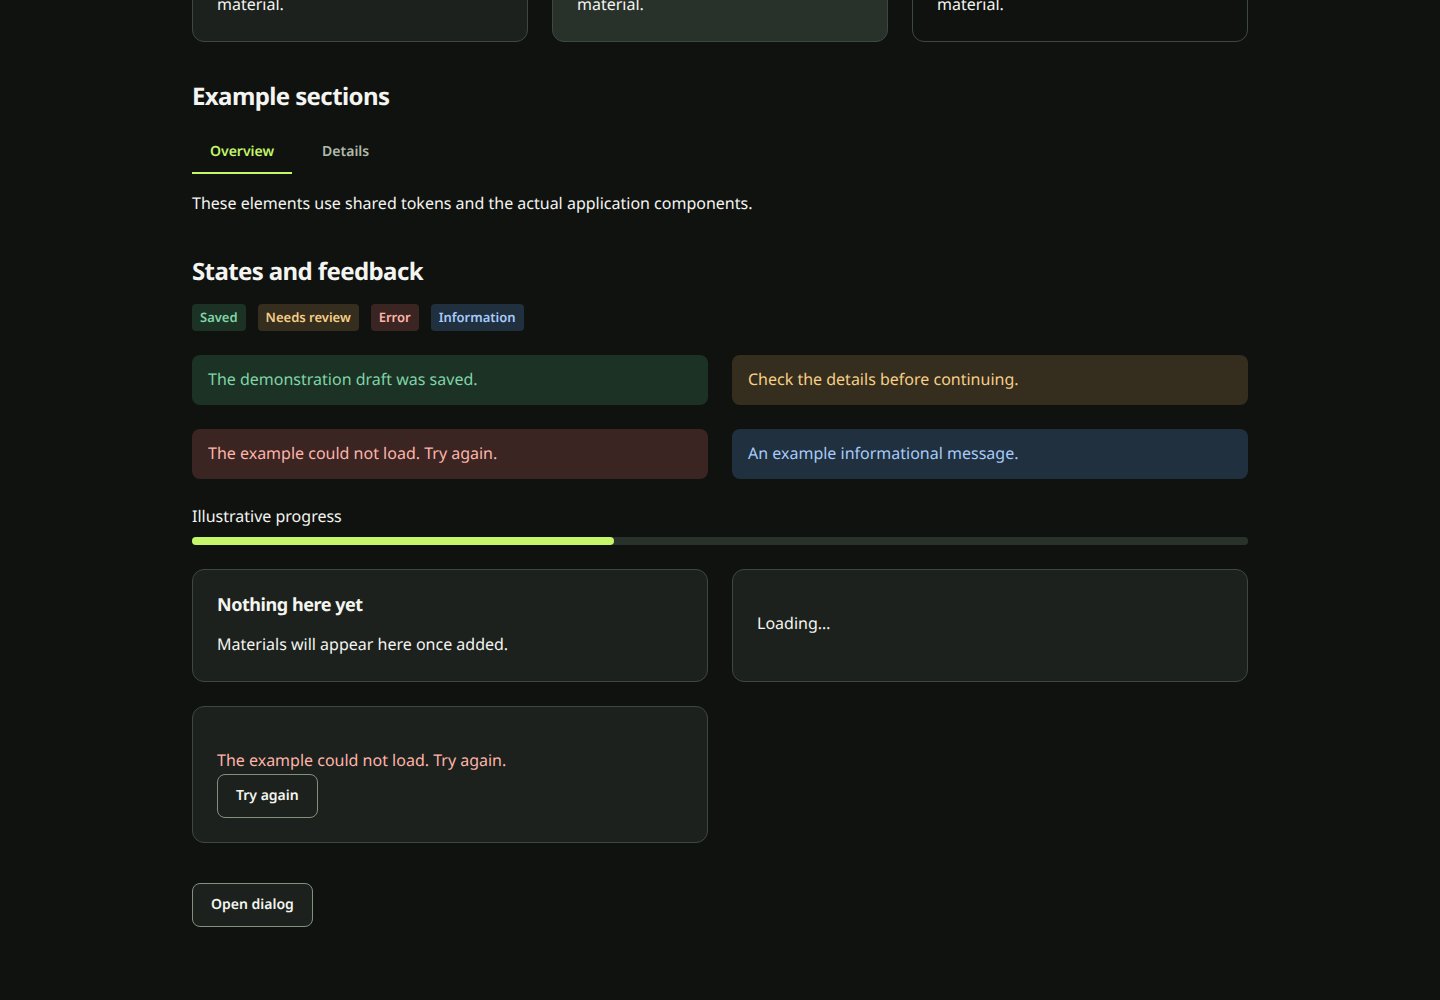 material.
material.
material.
Example sections
Overview
Details
These elements use shared tokens and the actual application components.
States and feedback
Saved
Needs review
Error
Information
The demonstration draft was saved.
Check the details before continuing.
The example could not load. Try again.
An example informational message.
Illustrative progress
Nothing here yet
Materials will appear here once added.
Loading...
The example could not load. Try again.
Try again
Open dialog